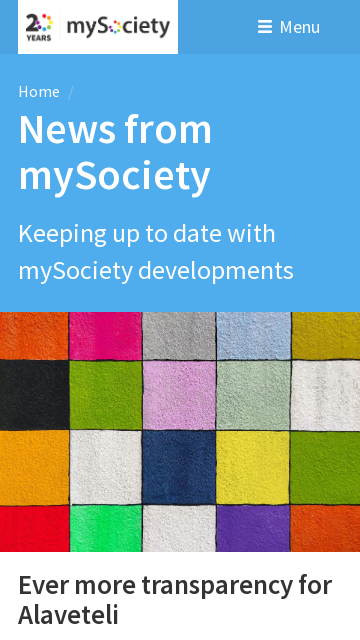 20 YEARS mySociety
Menu
Home /
News from
mySociety
Keeping up to date with
mySociety developments
Ever more transparency for
Alaveteli